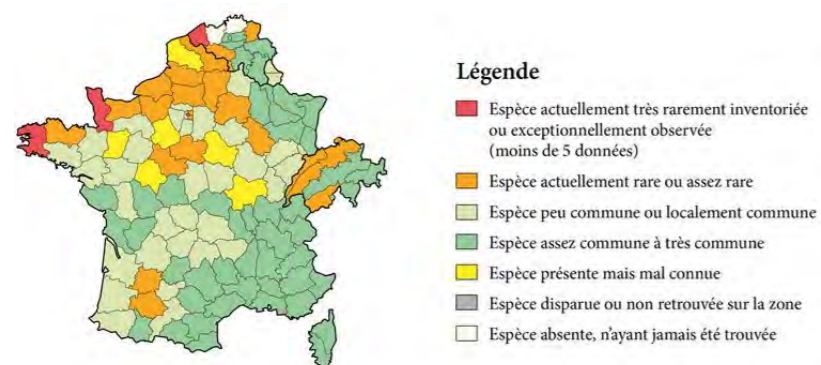 Légende
Espèce actuellement très rarement inventoriée
ou exceptionnellement observée
(moins de 5 données)
Espèce actuellement rare ou assez rare
Espèce peu commune ou localement commune
Espèce assez commune à très commune
Espèce présente mais mal connue
Espèce disparue ou non retrouvée sur la zone
Espèce absente, n'ayant jamais été trouvée